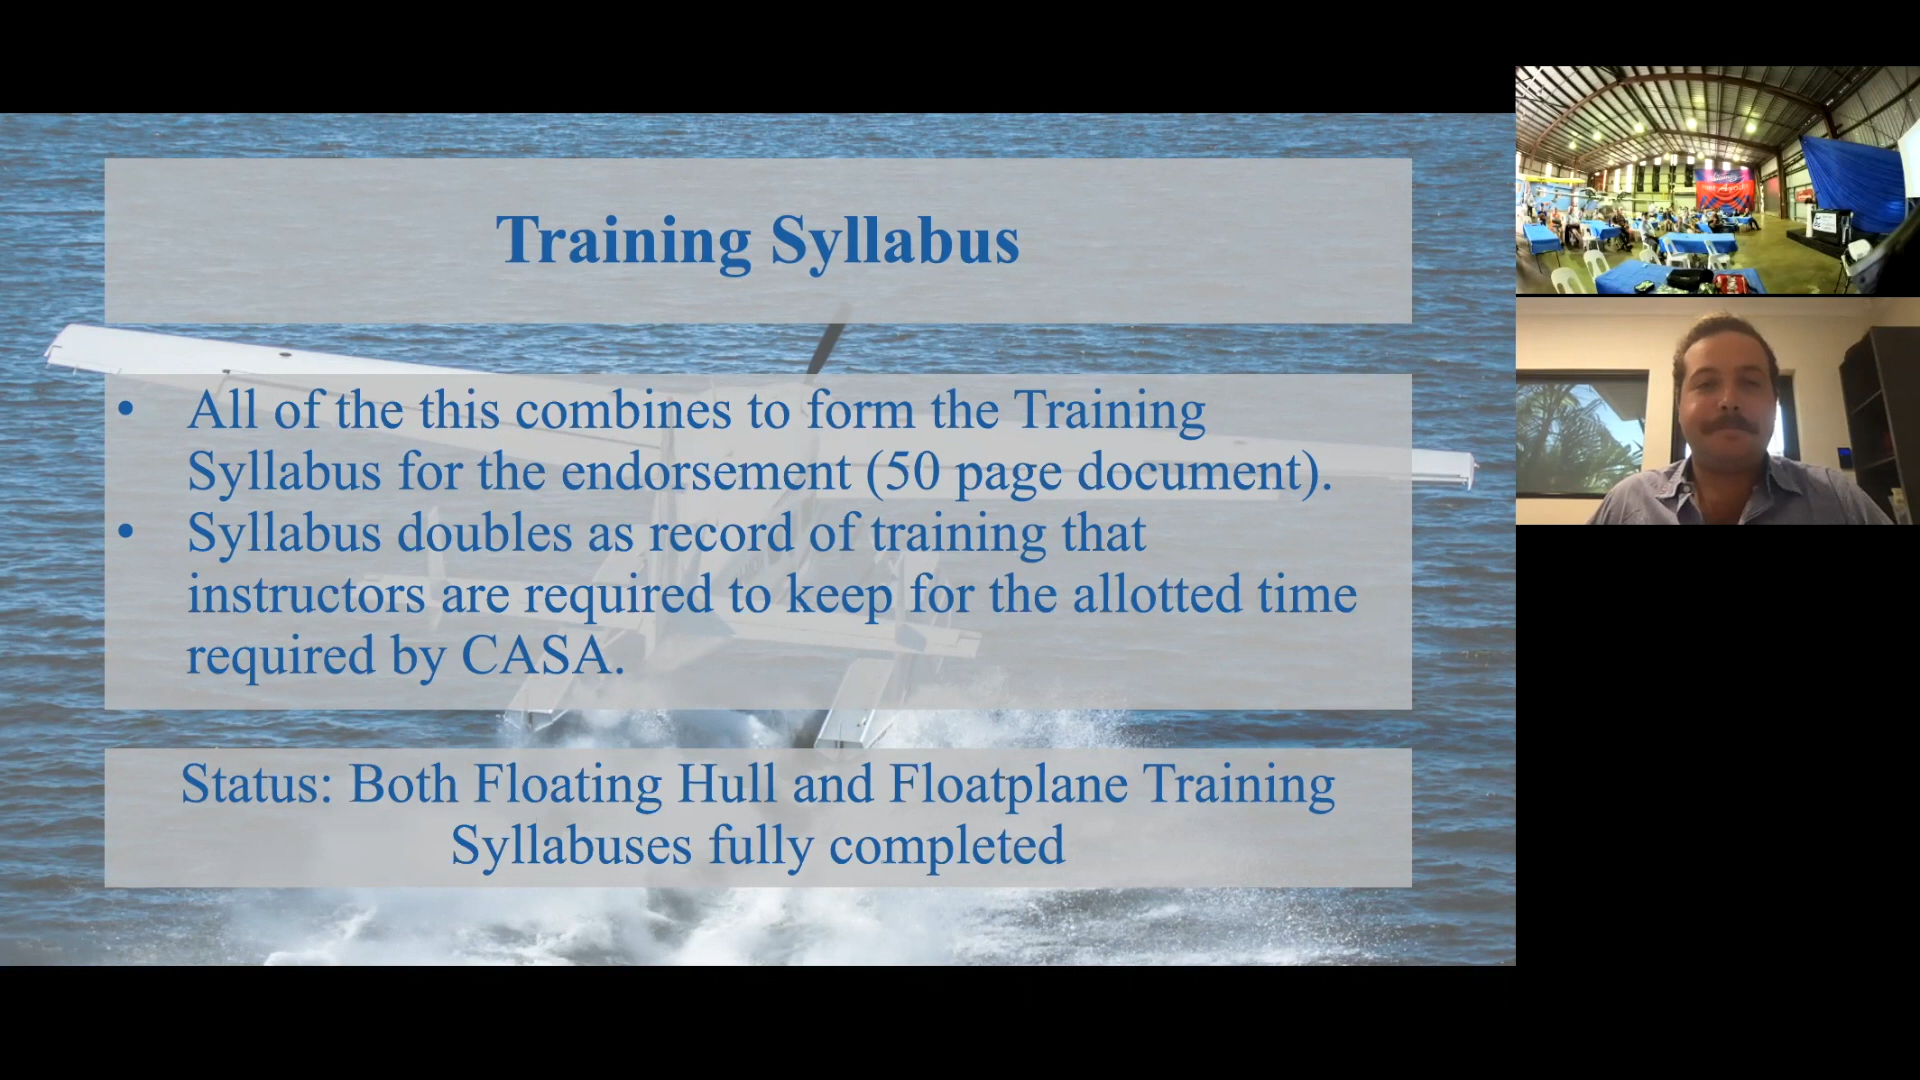 Training Syllabus
• All of the this combines to form the Training
Syllabus for the endorsement (50 page document).
• Syllabus doubles as record of training that
instructors are required to keep for the allotted time
required by CASA.
Status: Both Floating Hull and Floatplane Training
Syllabuses fully completed